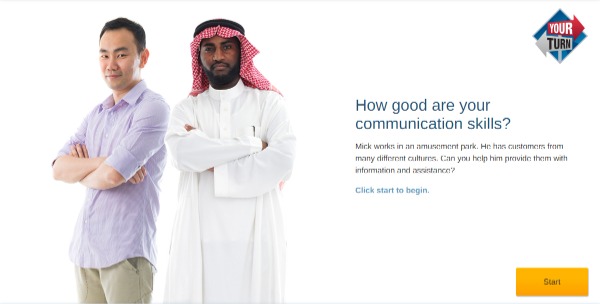 YOUR
TURN
How good are your
communication skills?
Mick works in an amusement park. He has customers from
many different cultures. Can you help him provide them with
information and assistance?
Click start to begin.
Start